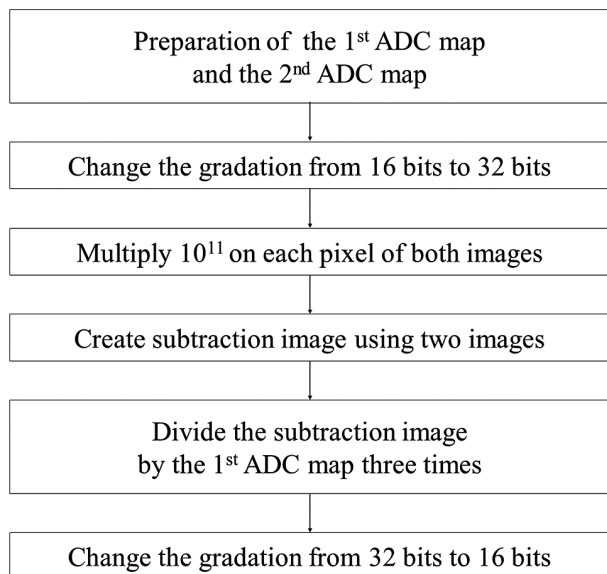 Preparation of the 1st ADC map
and the 2nd ADC map
Change the gradation from 16 bits to 32 bits
Multiply 10¹¹ on each pixel of both images
Create subtraction image using two images
Divide the subtraction image
by the 1st ADC map three times
Change the gradation from 32 bits to 16 bits